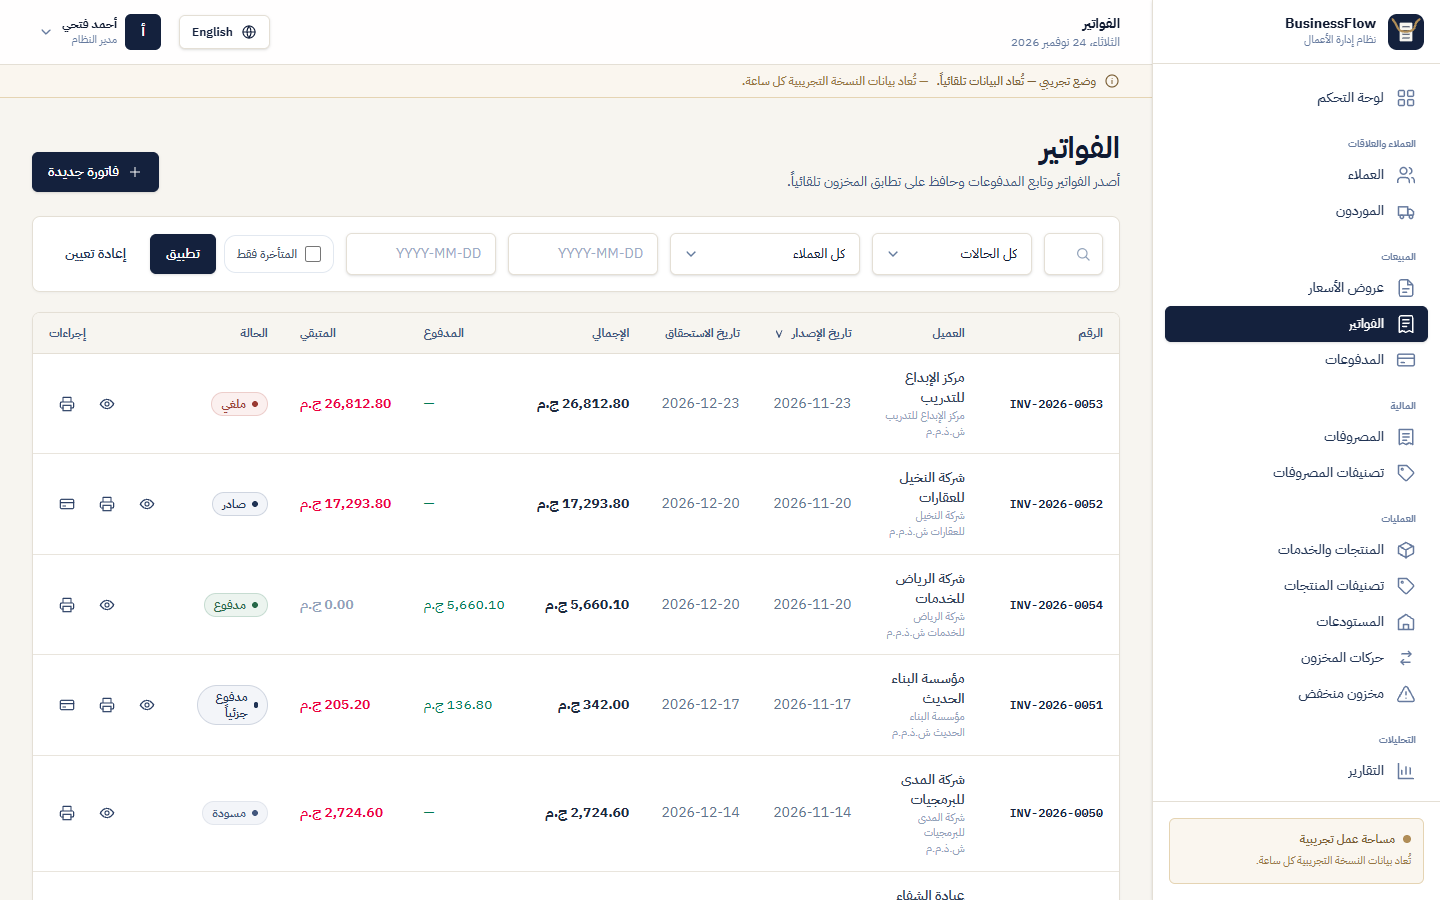 BusinessFlow
نظام إدارة الأعمال
لوحة التحكم
العملاء والعلاقات
العملاء
الموردون
المبيعات
عروض الأسعار
الفواتير
المدفوعات
المالية
المصروفات
تصنيفات المصروفات
العمليات
المنتجات والخدمات
تصنيفات المنتجات
المستودعات
حركات المخزون
مخزون منخفض
التحليلات
التقارير
مساحة عمل تجريبية
تُعاد بيانات النسخة التجريبية كل ساعة.
الفواتير
الثلاثاء، 24 نوفمبر 2026
English
أ
أحمد فتحي
مدير النظام
وضع تجريبي — تُعاد البيانات تلقائياً. — تُعاد بيانات النسخة التجريبية كل ساعة.
الفواتير
أصدر الفواتير وتابع المدفوعات وحافظ على تطابق المخزون تلقائياً.
فاتورة جديدة
كل الحالات
كل العملاء
YYYY-MM-DD
YYYY-MM-DD
المتأخرة فقط
تطبيق
إعادة تعيين
الرقم العميل تاريخ الإصدار تاريخ الاستحقاق الإجمالي المدفوع المتبقي الحالة إجراءات
INV-2026-0053
مركز الإبداع
للتدريب
مركز الإبداع للتدريب
ش.ذ.م.م
2026-11-23
2026-12-23
26,812.80 ج.م
—
26,812.80 ج.م
ملغي
INV-2026-0052
شركة النخيل
للعقارات
شركة النخيل
للعقارات ش.ذ.م.م
2026-11-20
2026-12-20
17,293.80 ج.م
—
17,293.80 ج.م
صادر
INV-2026-0054
شركة الرياض
للخدمات
شركة الرياض
للخدمات ش.ذ.م.م
2026-11-20
2026-12-20
5,660.10 ج.م
5,660.10 ج.م
0.00 ج.م
مدفوع
INV-2026-0051
مؤسسة البناء
الحديث
مؤسسة البناء
الحديث ش.ذ.م.م
2026-11-17
2026-12-17
342.00 ج.م
136.80 ج.م
205.20 ج.م
مدفوع
جزئياً
INV-2026-0050
شركة المدى
للبرمجيات
شركة المدى
للبرمجيات
ش.ذ.م.م
2026-11-14
2026-12-14
2,724.60 ج.م
—
2,724.60 ج.م
مسودة
عيادة الشفاء